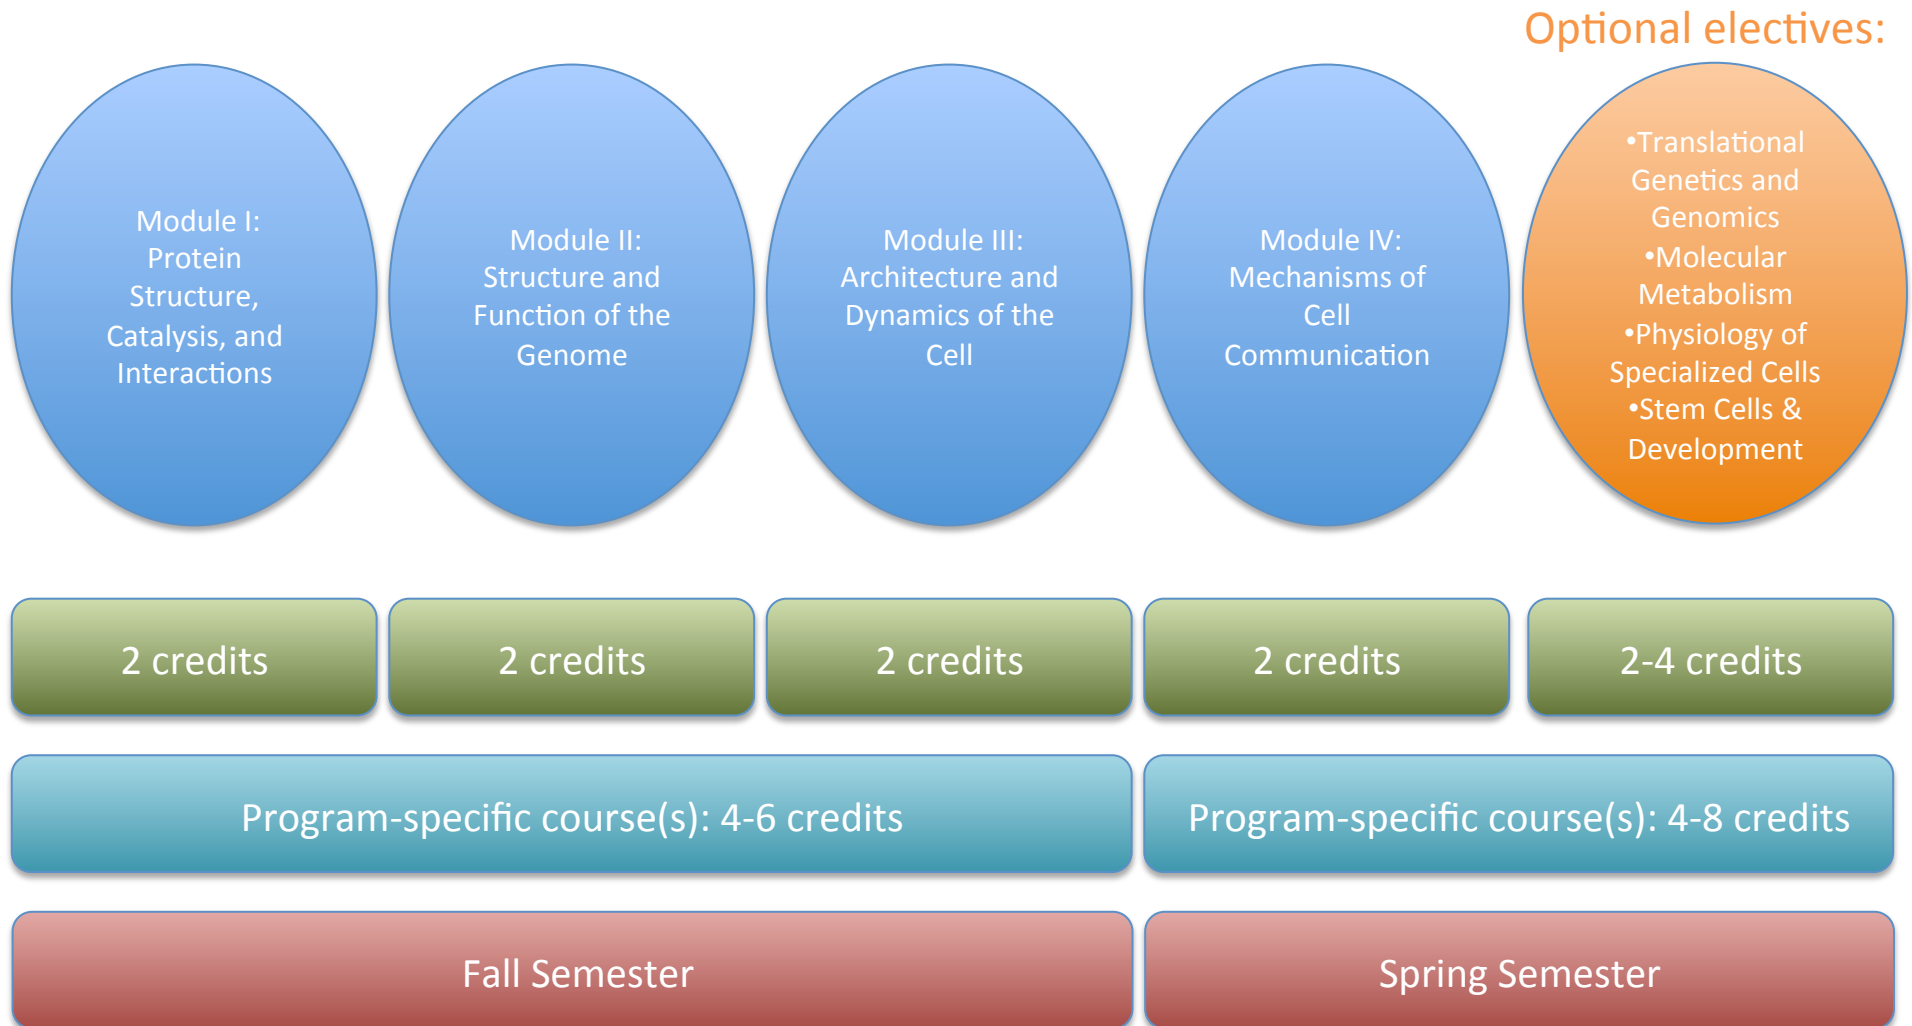 Optional electives:
Module I:
Protein
Structure,
Catalysis, and
Interactions
Module II:
Structure and
Function of the
Genome
Module III:
Architecture and
Dynamics of the
Cell
Module IV:
Mechanisms of
Cell
Communication
•Translational
Genetics and
Genomics
•Molecular
Metabolism
•Physiology of
Specialized Cells
•Stem Cells &
Development
2 credits
2 credits
2 credits
2 credits
2-4 credits
Program-specific course(s): 4-6 credits
Program-specific course(s): 4-8 credits
Fall Semester
Spring Semester